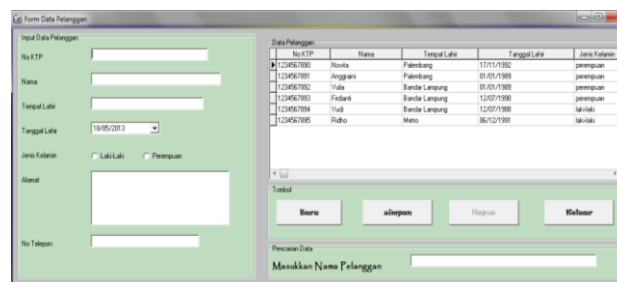 Form Data Pelanggan
Input Data Pelanggan
No KTP
Nama
Tempat Lahir
Tanggal Lahir
18/05/2013
Jenis Kelamin
Laki-Laki
Perempuan
Alamat
No Telepon
Data Pelanggan
No KTP Nama Tempat Lahir Tanggal Lahir Jenis Kelamin
1234567890 Novita Palembang 17/11/1992 perempuan
1234567891 Anggraini Palembang 01/01/1989 perempuan
1234567892 Yulia Bandar Lampung 01/01/1989 perempuan
1234567893 Firdianti Bandar Lampung 12/07/1990 perempuan
1234567894 Yudi Bandar Lampung 12/07/1988 laki-laki
1234567895 Ridho Metro 06/12/1991 laki-laki
Tombol
Baru simpan Hapus Keluar
Pencarian Data
Masukkan Nama Pelanggan